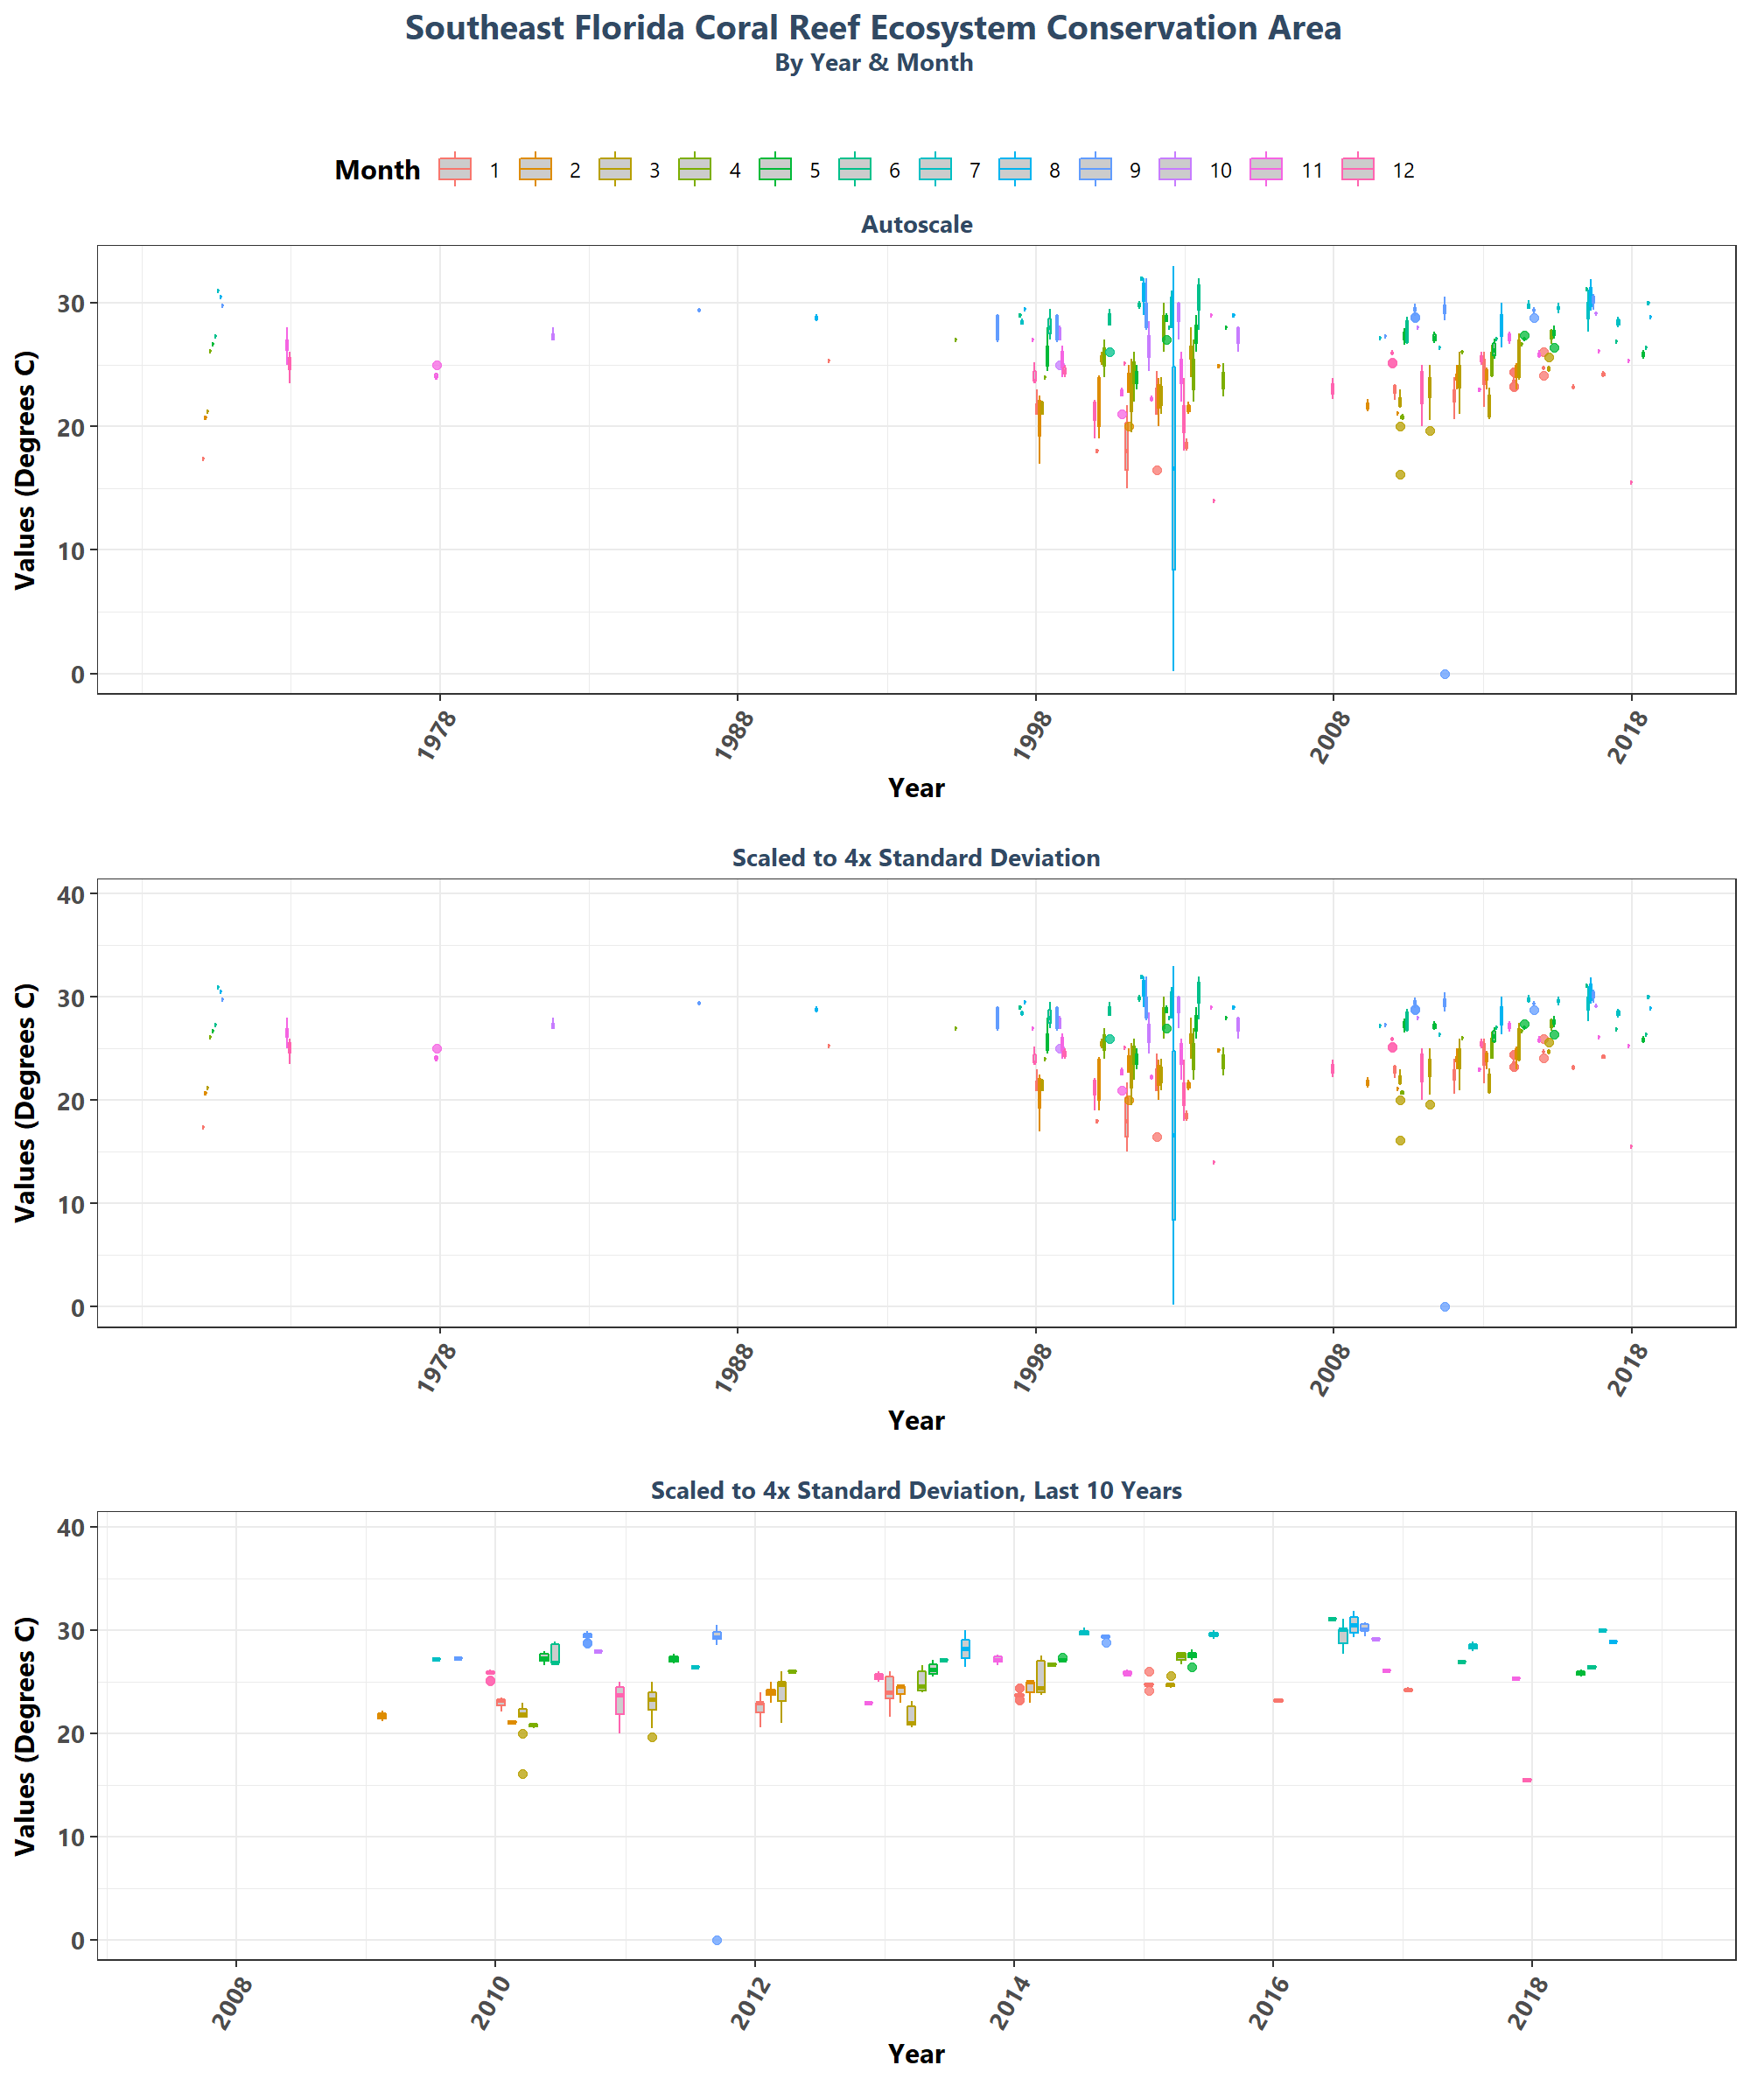 Southeast Florida Coral Reef Ecosystem Conservation Area
By Year & Month
Month 1 2 3 4 5 6 7 8 9 10 11 12
Autoscale
Values (Degrees C)
30
20
10
0
1978 1988 1998 2008 2018
Year
Scaled to 4x Standard Deviation
Values (Degrees C)
40
30
20
10
0
1978 1988 1998 2008 2018
Year
Scaled to 4x Standard Deviation, Last 10 Years
Values (Degrees C)
40
30
20
10
0
2008 2010 2012 2014 2016 2018
Year